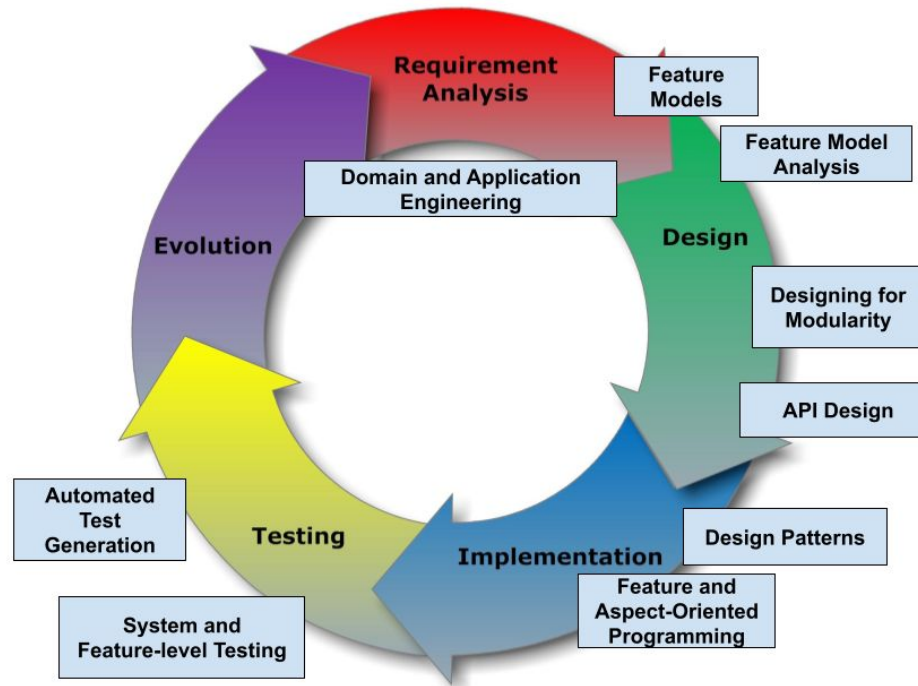 Requirement
Analysis
Feature
Models
Feature Model
Analysis
Domain and Application
Engineering
Design
Evolution
Designing for
Modularity
API Design
Automated
Test
Generation
Testing
Implementation
Design Patterns
Feature and
Aspect-Oriented
Programming
System and
Feature-level Testing